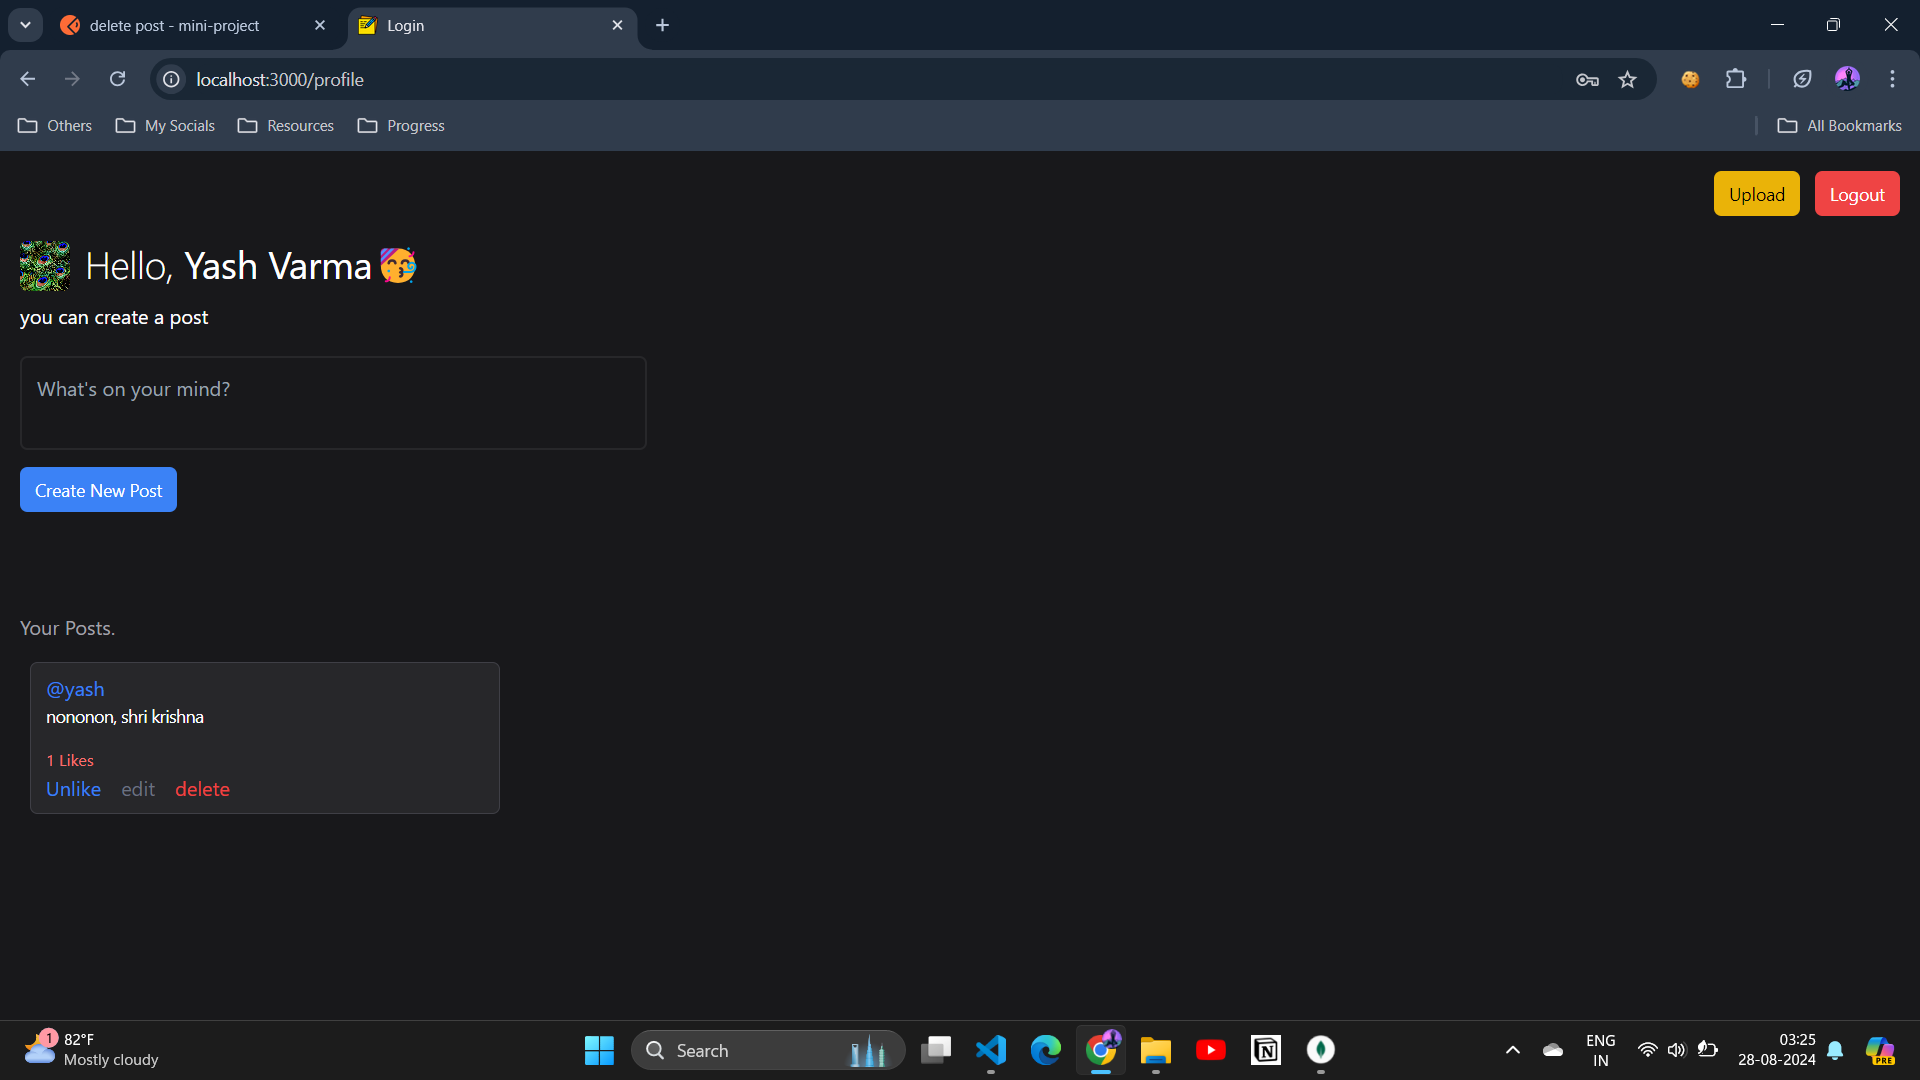 delete post - mini-project
Login
localhost:3000/profile
Others
My Socials
Resources
Progress
All Bookmarks
Upload
Logout
Hello, Yash Varma 🥳
you can create a post
What's on your mind?
Create New Post
Your Posts.
@yash
nononon, shri krishna
1 Likes
Unlike edit delete
1
82°F
Mostly cloudy
Search
ENG
IN
03:25
28-08-2024
PRE